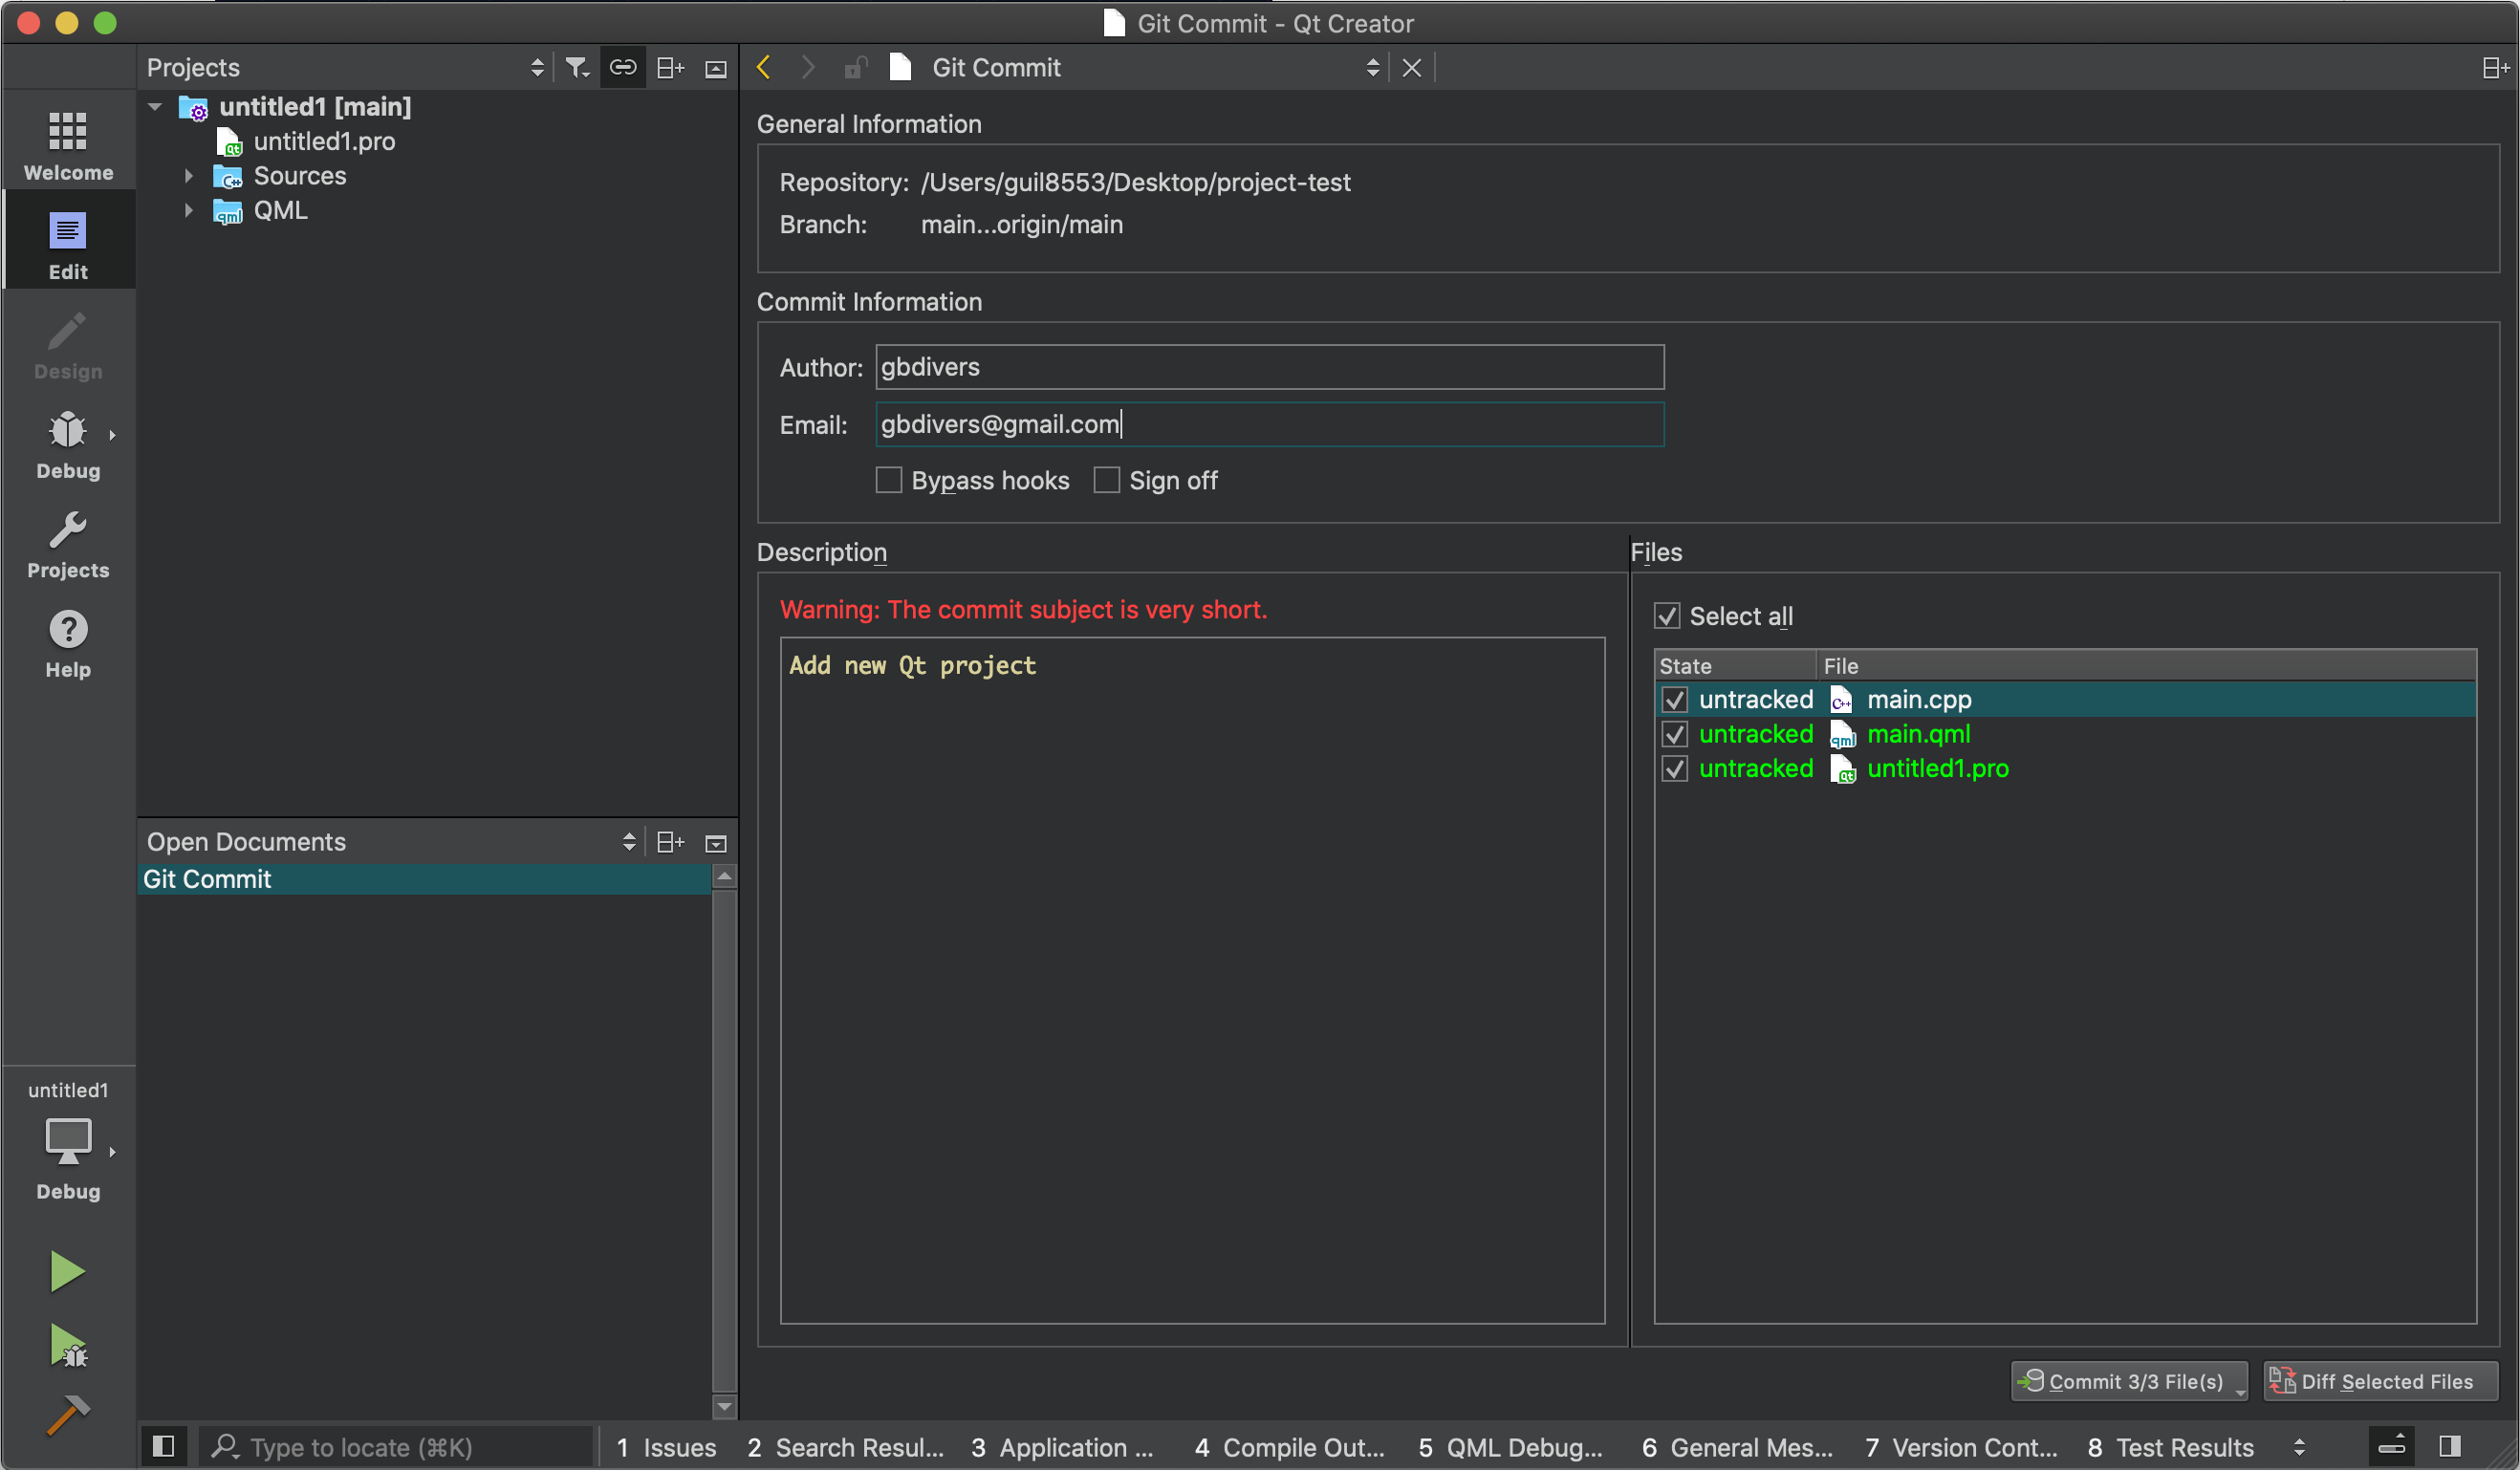 Git Commit - Qt Creator
Projects
Git Commit
Welcome
Edit
Design
Debug
Projects
Help
untitled1 [main]
untitled1.pro
Sources
QML
General Information
Repository: /Users/guil8553/Desktop/project-test
Branch: main...origin/main
Commit Information
Author: gbdivers
Email: gbdivers@gmail.com
Bypass hooks Sign off
Description
Warning: The commit subject is very short.
Add new Qt project
Files
Select all
State File
untracked main.cpp
untracked main.qml
untracked untitled1.pro
Open Documents
Git Commit
untitled1
Debug
Commit 3/3 File(s) Diff Selected Files
Type to locate (⌘K) 1 Issues 2 Search Resul... 3 Application ... 4 Compile Out... 5 QML Debug... 6 General Mes... 7 Version Cont... 8 Test Results